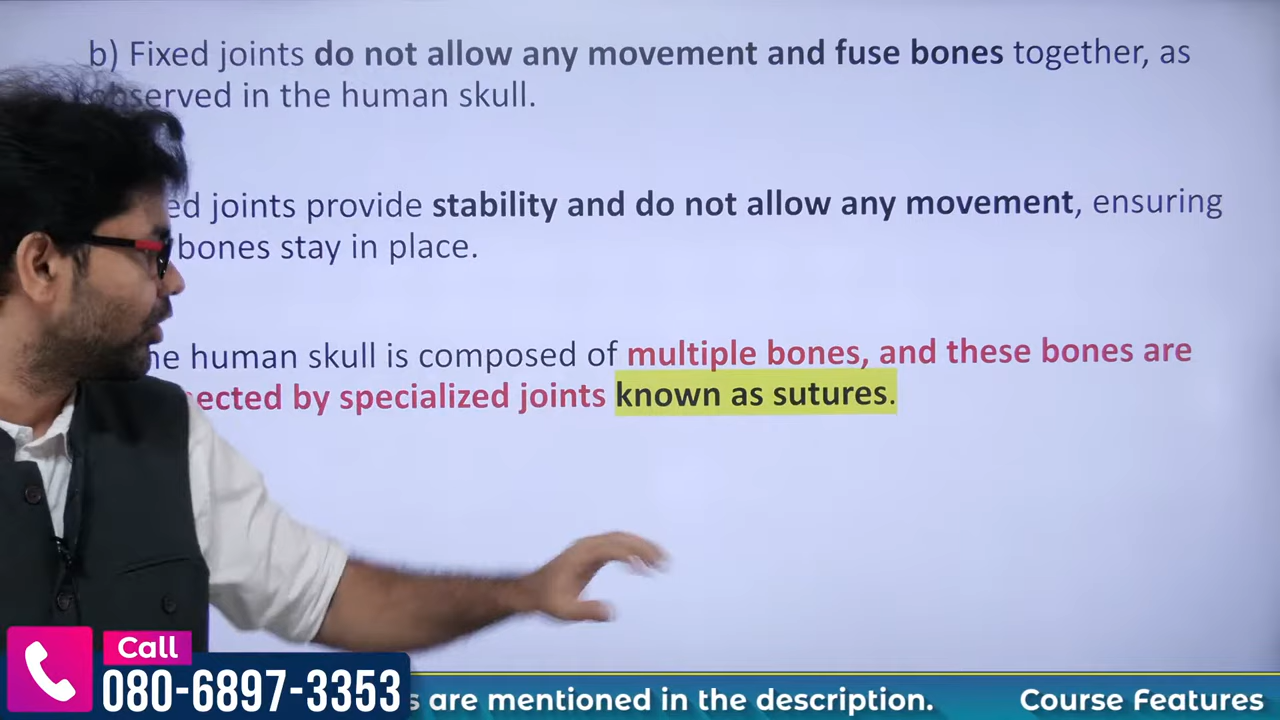 b) Fixed joints do not allow any movement and fuse bones together, as
observed in the human skull.
joints provide stability and do not allow any movement, ensuring
bones stay in place.
human skull is composed of multiple bones, and these bones are
by specialized joints known as sutures.
Call
080-6897-3353
are mentioned in the description. Course Features